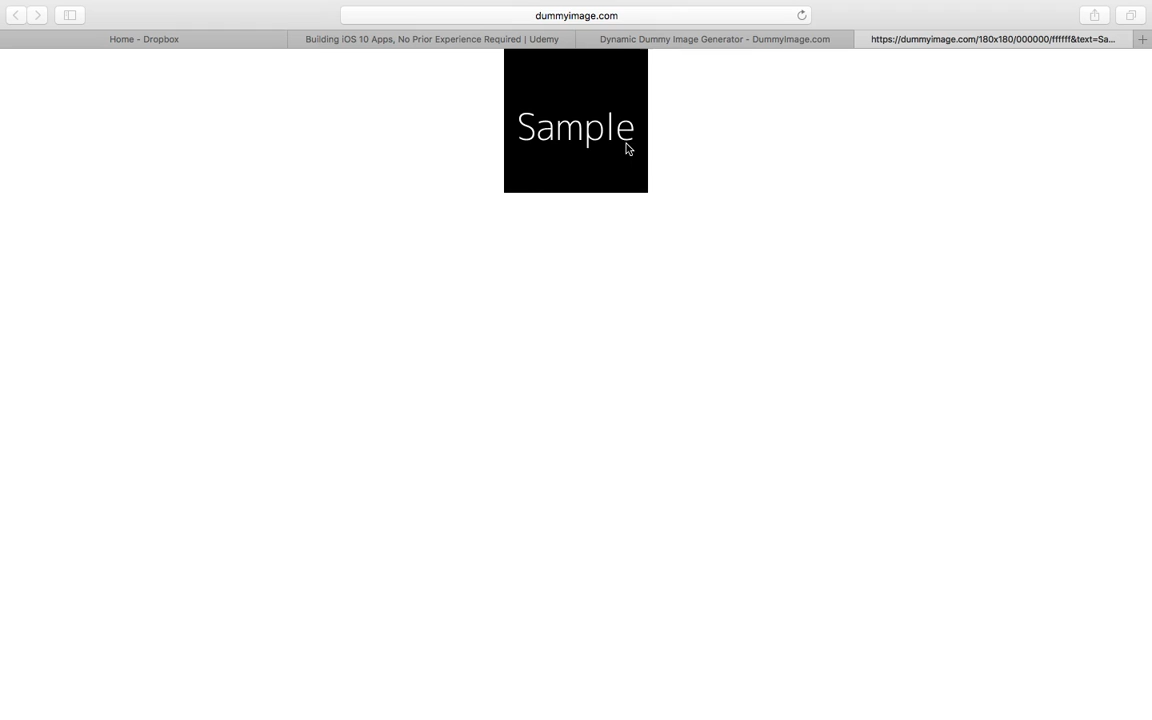 dummyimage.com
Home - Dropbox
Building iOS 10 Apps, No Prior Experience Required | Udemy
Dynamic Dummy Image Generator - DummyImage.com
https://dummyimage.com/180x180/000000/ffffff&text=Sa...
Sample